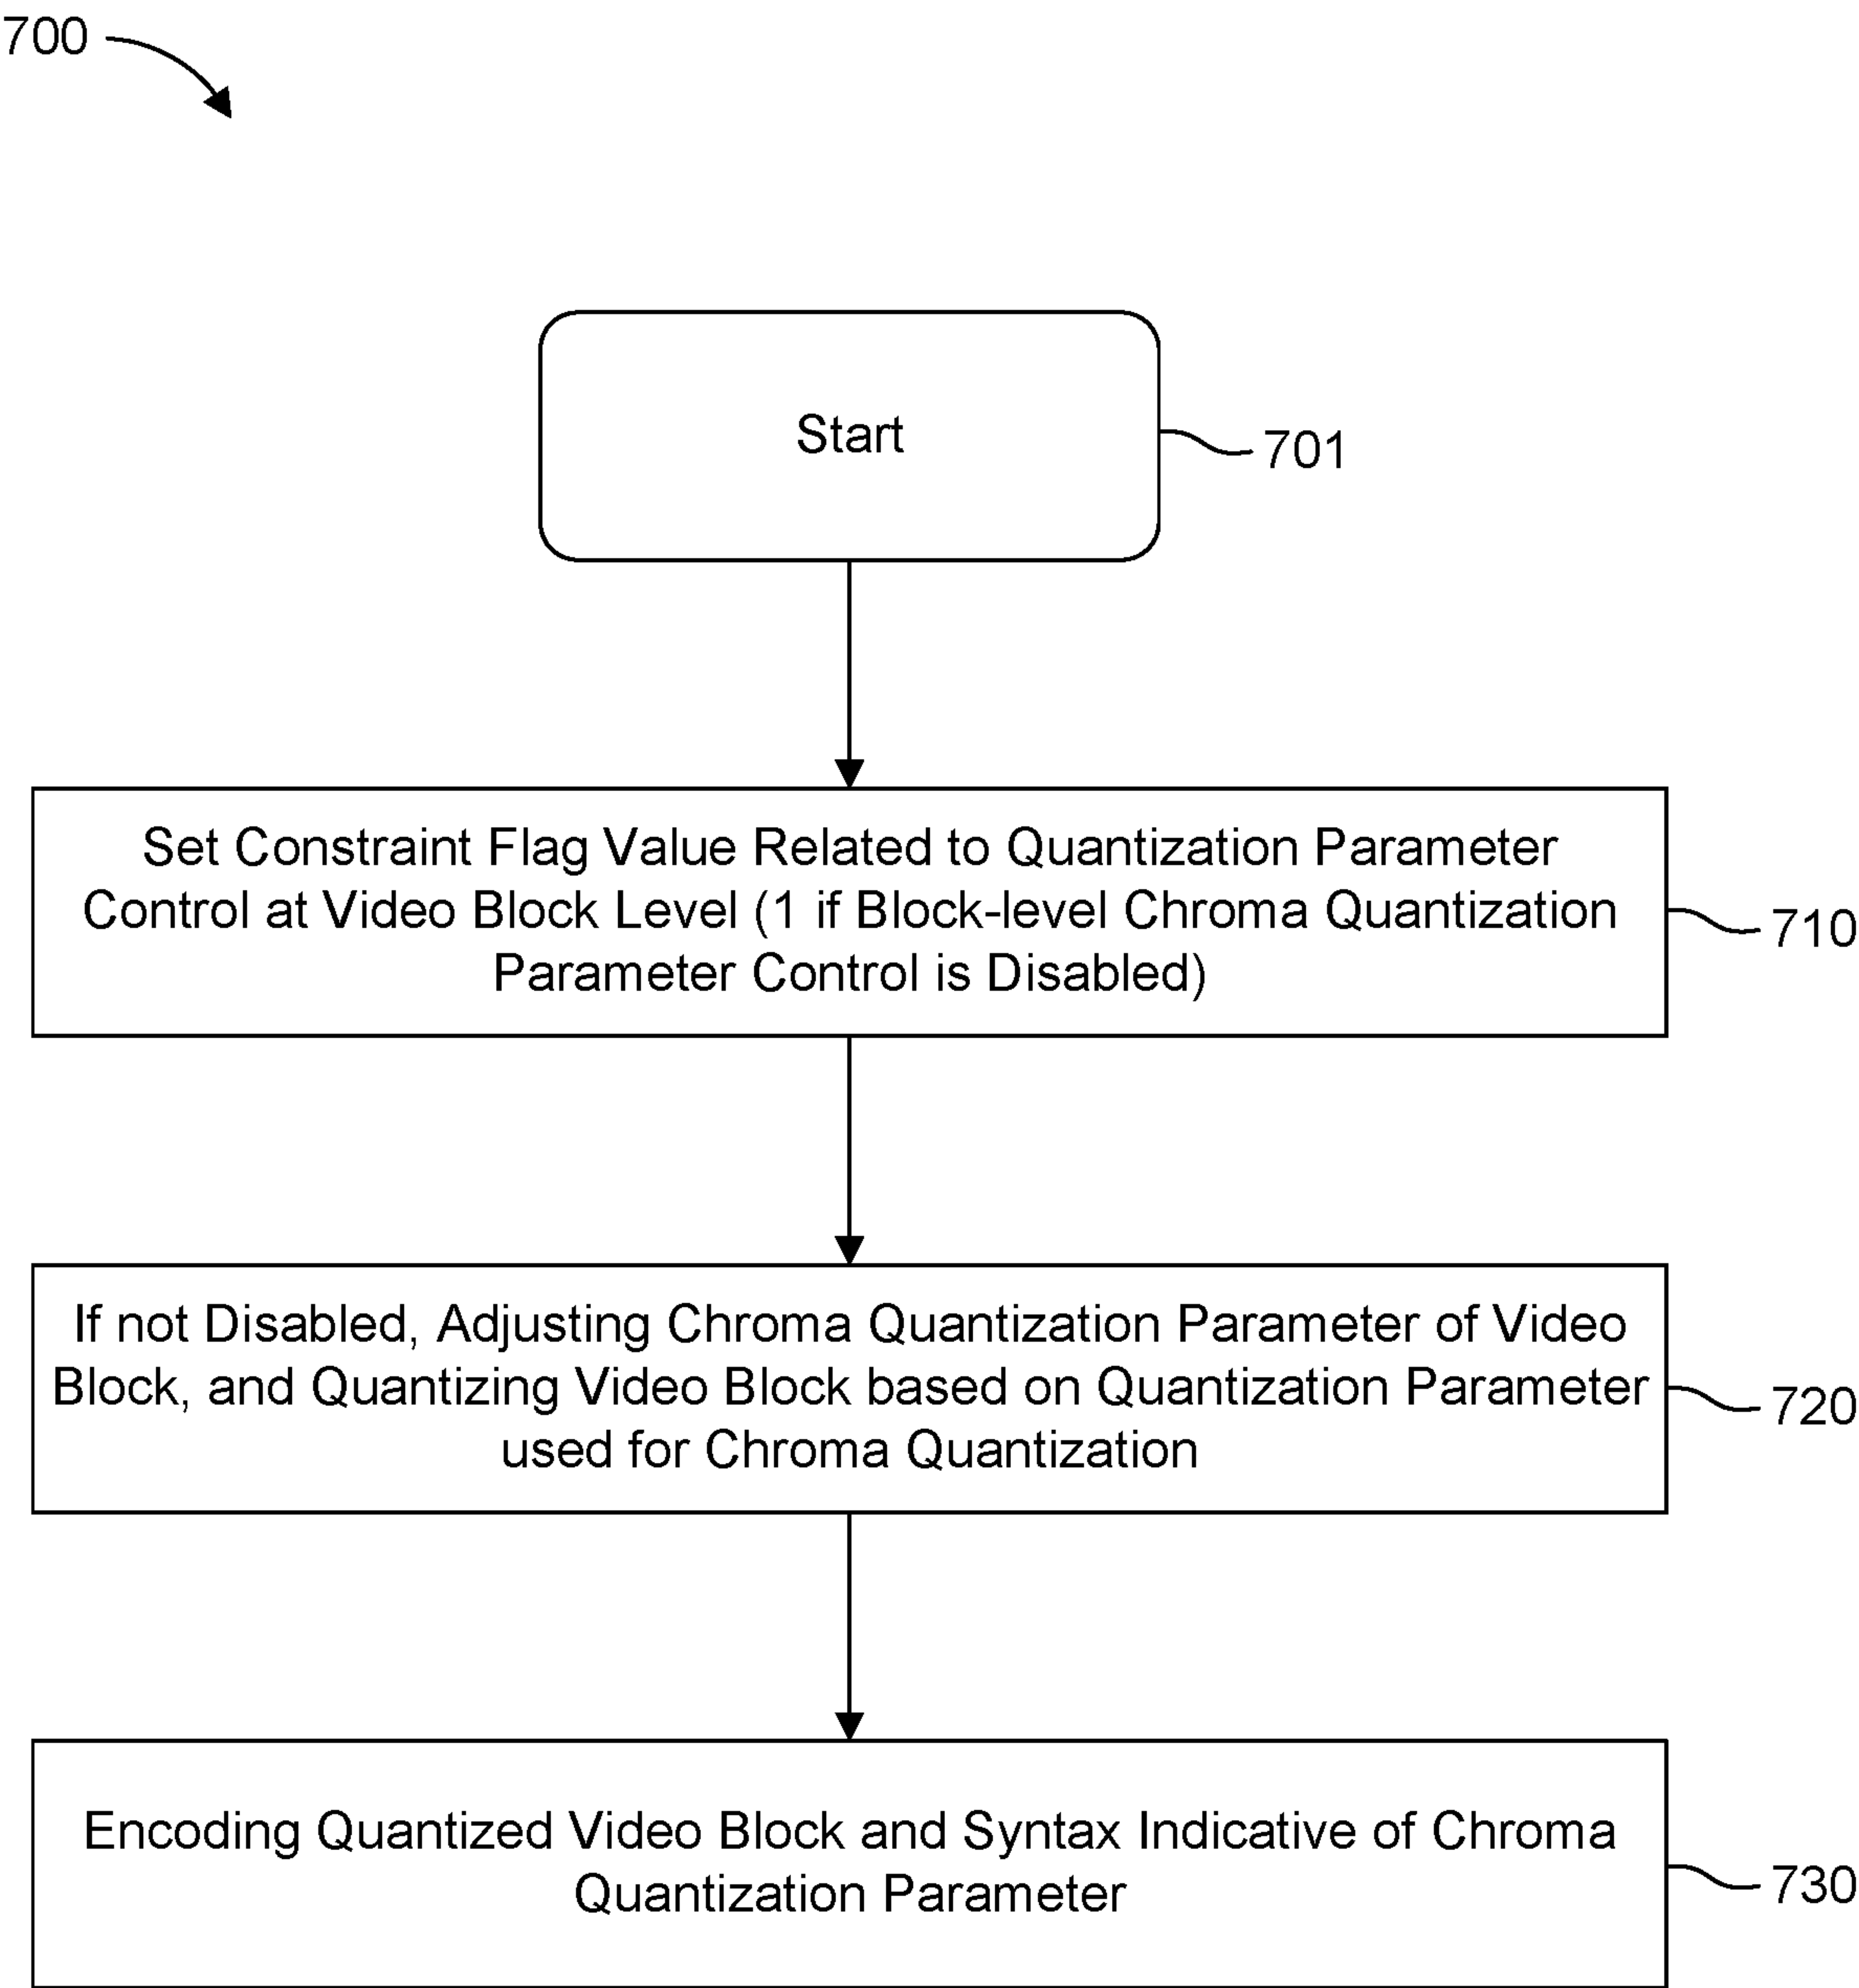 700
Start
701
Set Constraint Flag Value Related to Quantization Parameter
Control at Video Block Level (1 if Block-level Chroma Quantization
Parameter Control is Disabled)
710
If not Disabled, Adjusting Chroma Quantization Parameter of Video
Block, and Quantizing Video Block based on Quantization Parameter
used for Chroma Quantization
720
Encoding Quantized Video Block and Syntax Indicative of Chroma
Quantization Parameter
730